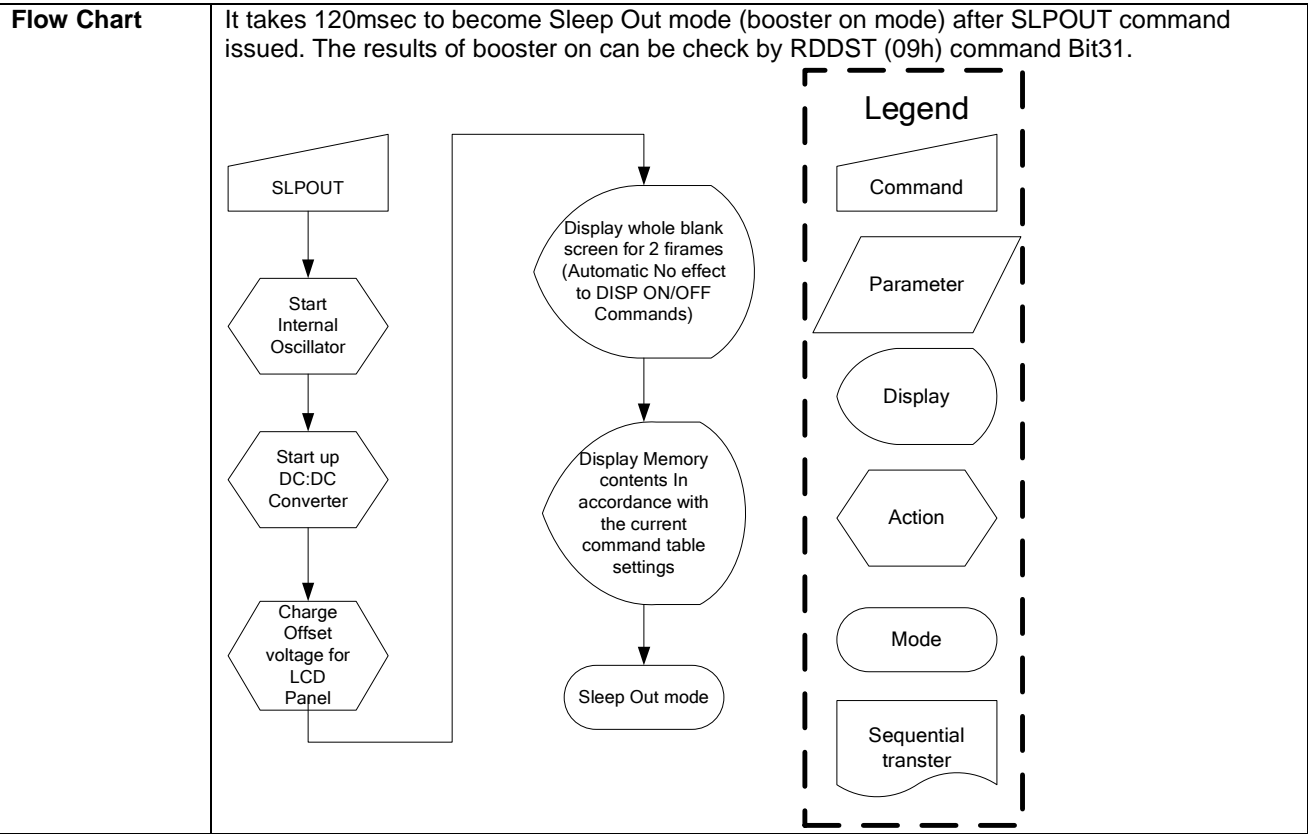 Flow Chart
It takes 120msec to become Sleep Out mode (booster on mode) after SLPOUT command
issued. The results of booster on can be check by RDDST (09h) command Bit31.
SLPOUT
Start
Internal
Oscillator
Start up
DC:DC
Converter
Charge
Offset
voltage for
LCD
Panel
Display whole blank
screen for 2 firames
(Automatic No effect
to DISP ON/OFF
Commands)
Display Memory
contents In
accordance with
the current
command table
settings
Sleep Out mode
Legend
Command
Parameter
Display
Action
Mode
Sequential
transter